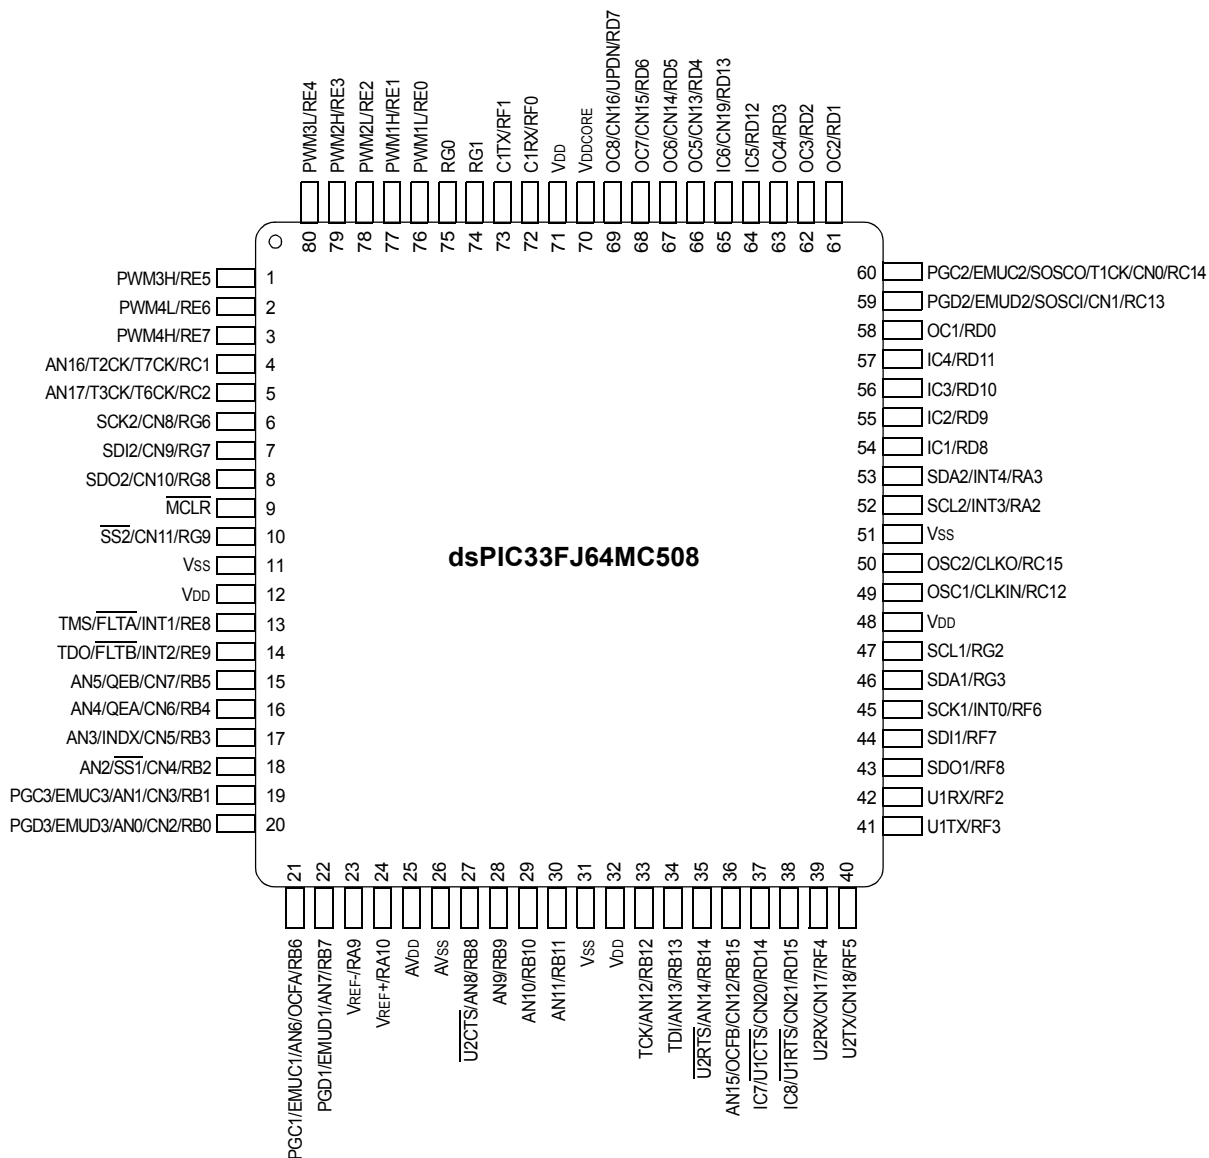 PWM3L/RE4
PWM2H/RE3
PWM2L/RE2
PWM1H/RE1
PWM1L/RE0
RG0
RG1
C1TX/RF1
C1RX/RF0
VDD
VDDCORE
OC8/CN16/UPDN/RD7
OC7/CN15/RD6
OC6/CN14/RD5
OC5/CN13/RD4
IC6/CN19/RD13
IC5/RD12
OC4/RD3
OC3/RD2
OC2/RD1
80
79
78
77
76
75
74
73
72
71
70
69
68
67
66
65
64
63
62
61
PWM3H/RE5 1
PWM4L/RE6 2
PWM4H/RE7 3
AN16/T2CK/T7CK/RC1 4
AN17/T3CK/T6CK/RC2 5
SCK2/CN8/RG6 6
SDI2/CN9/RG7 7
SDO2/CN10/RG8 8
MCLR 9
SS2/CN11/RG9 10
VSS 11
VDD 12
TMS/FLTA/INT1/RE8 13
TDO/FLTB/INT2/RE9 14
AN5/QEB/CN7/RB5 15
AN4/QEA/CN6/RB4 16
AN3/INDX/CN5/RB3 17
AN2/SS1/CN4/RB2 18
PGC3/EMUC3/AN1/CN3/RB1 19
PGD3/EMUD3/AN0/CN2/RB0 20
dsPIC33FJ64MC508
60 PGC2/EMUC2/SOSCO/T1CK/CN0/RC14
59 PGD2/EMUD2/SOSCI/CN1/RC13
58 OC1/RD0
57 IC4/RD11
56 IC3/RD10
55 IC2/RD9
54 IC1/RD8
53 SDA2/INT4/RA3
52 SCL2/INT3/RA2
51 VSS
50 OSC2/CLKO/RC15
49 OSC1/CLKIN/RC12
48 VDD
47 SCL1/RG2
46 SDA1/RG3
45 SCK1/INT0/RF6
44 SDI1/RF7
43 SDO1/RF8
42 U1RX/RF2
41 U1TX/RF3
21
22
23
24
25
26
27
28
29
30
31
32
33
34
35
36
37
38
39
40
PGC1/EMUC1/AN6/OCFA/RB6
PGD1/EMUD1/AN7/RB7
VREF-/RA9
VREF+/RA10
AVDD
AVSS
U2CTS/AN8/RB8
AN9/RB9
AN10/RB10
AN11/RB11
VSS
VDD
TCK/AN12/RB12
TDI/AN13/RB13
U2RTS/AN14/RB14
AN15/OCFB/CN12/RB15
IC7/U1CTS/CN20/RD14
IC8/U1RTS/CN21/RD15
U2RX/CN17/RF4
U2TX/CN18/RF5